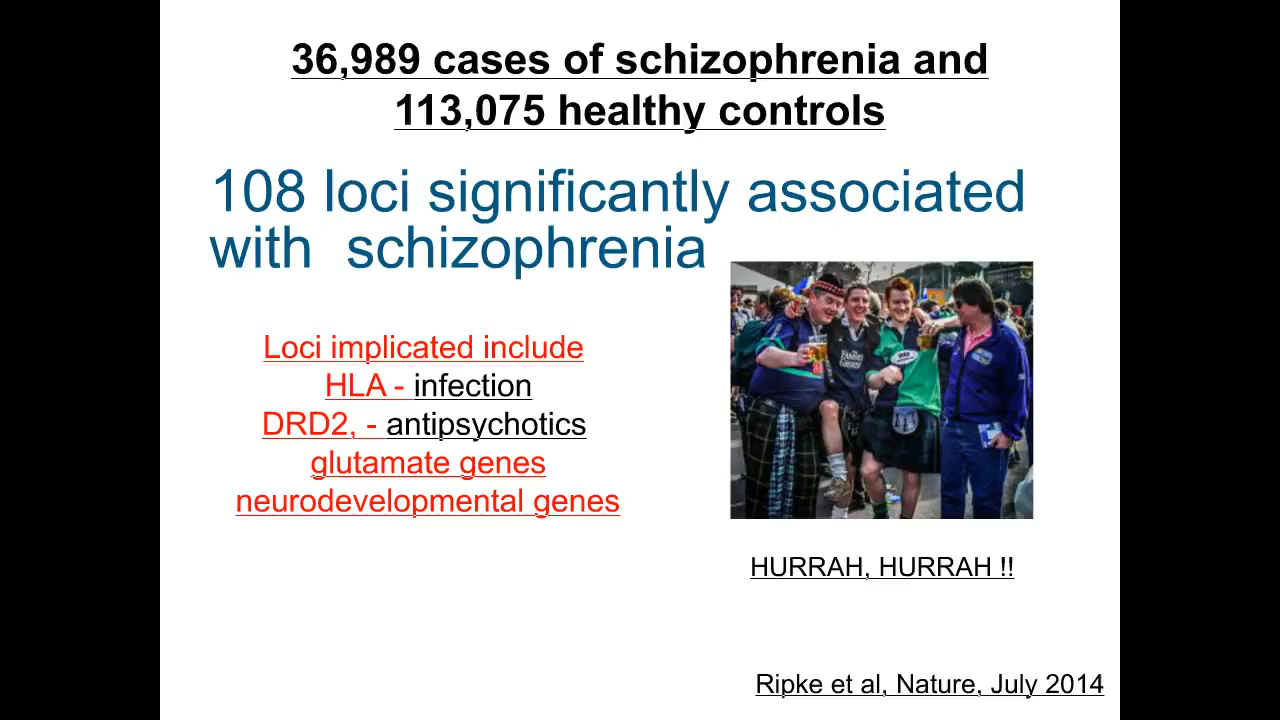 36,989 cases of schizophrenia and
113,075 healthy controls
108 loci significantly associated
with schizophrenia
Loci implicated include
HLA - infection
DRD2, - antipsychotics
glutamate genes
neurodevelopmental genes
HURRAH, HURRAH !!
Ripke et al, Nature, July 2014